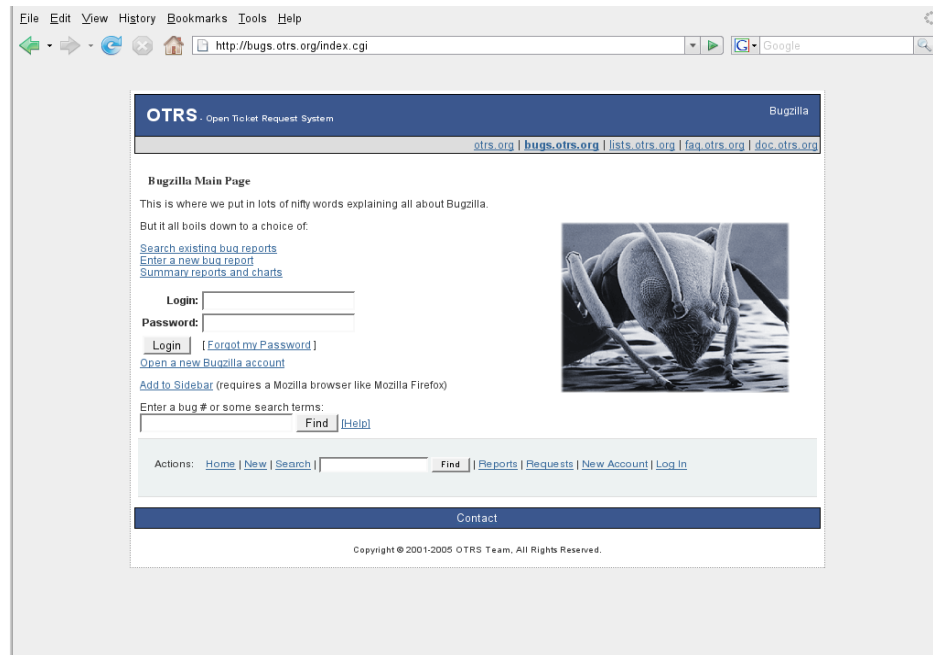 File Edit View History Bookmarks Tools Help
http://bugs.otrs.org/index.cgi G Google
OTRS - Open Ticket Request System Bugzilla
otrs.org | bugs.otrs.org | lists.otrs.org | faq.otrs.org | doc.otrs.org
Bugzilla Main Page
This is where we put in lots of nifty words explaining all about Bugzilla.
But it all boils down to a choice of:
Search existing bug reports
Enter a new bug report
Summary reports and charts
Login:
Password:
Login [ Forgot my Password ]
Open a new Bugzilla account
Add to Sidebar (requires a Mozilla browser like Mozilla Firefox)
Enter a bug # or some search terms:
Find [Help]
Actions: Home | New | Search | Find | Reports | Requests | New Account | Log In
Contact
Copyright © 2001-2005 OTRS Team, All Rights Reserved.